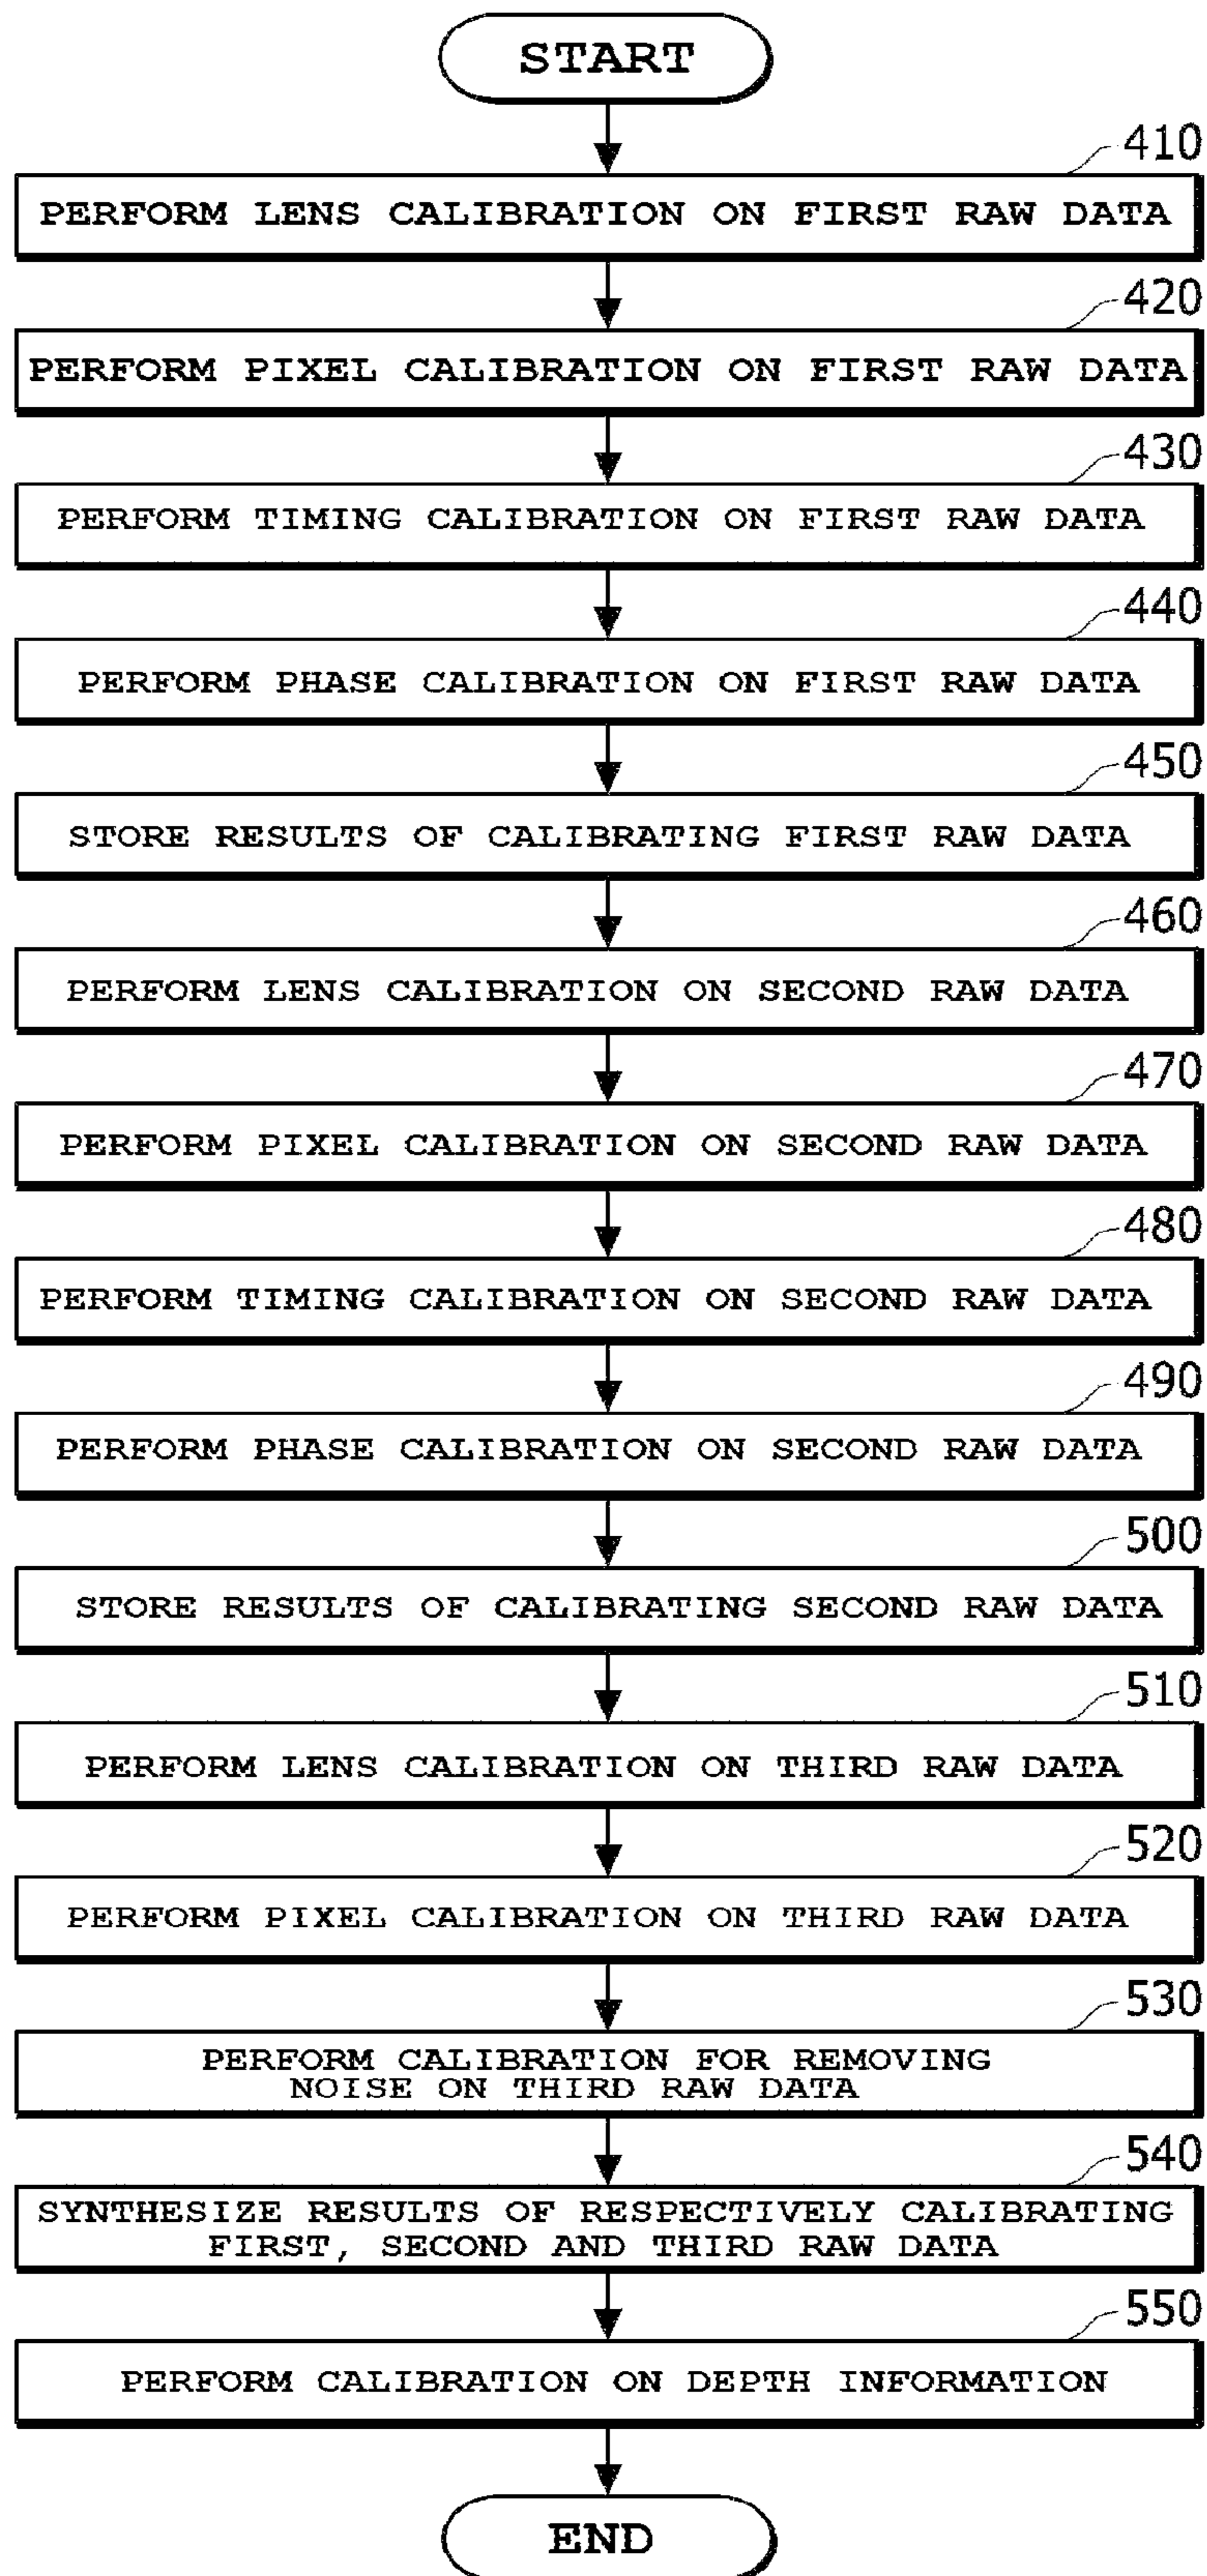 START
410
PERFORM LENS CALIBRATION ON FIRST RAW DATA
420
PERFORM PIXEL CALIBRATION ON FIRST RAW DATA
430
PERFORM TIMING CALIBRATION ON FIRST RAW DATA
440
PERFORM PHASE CALIBRATION ON FIRST RAW DATA
450
STORE RESULTS OF CALIBRATING FIRST RAW DATA
460
PERFORM LENS CALIBRATION ON SECOND RAW DATA
470
PERFORM PIXEL CALIBRATION ON SECOND RAW DATA
480
PERFORM TIMING CALIBRATION ON SECOND RAW DATA
490
PERFORM PHASE CALIBRATION ON SECOND RAW DATA
500
STORE RESULTS OF CALIBRATING SECOND RAW DATA
510
PERFORM LENS CALIBRATION ON THIRD RAW DATA
520
PERFORM PIXEL CALIBRATION ON THIRD RAW DATA
530
PERFORM CALIBRATION FOR REMOVING
NOISE ON THIRD RAW DATA
540
SYNTHESIZE RESULTS OF RESPECTIVELY CALIBRATING
FIRST, SECOND AND THIRD RAW DATA
550
PERFORM CALIBRATION ON DEPTH INFORMATION
END